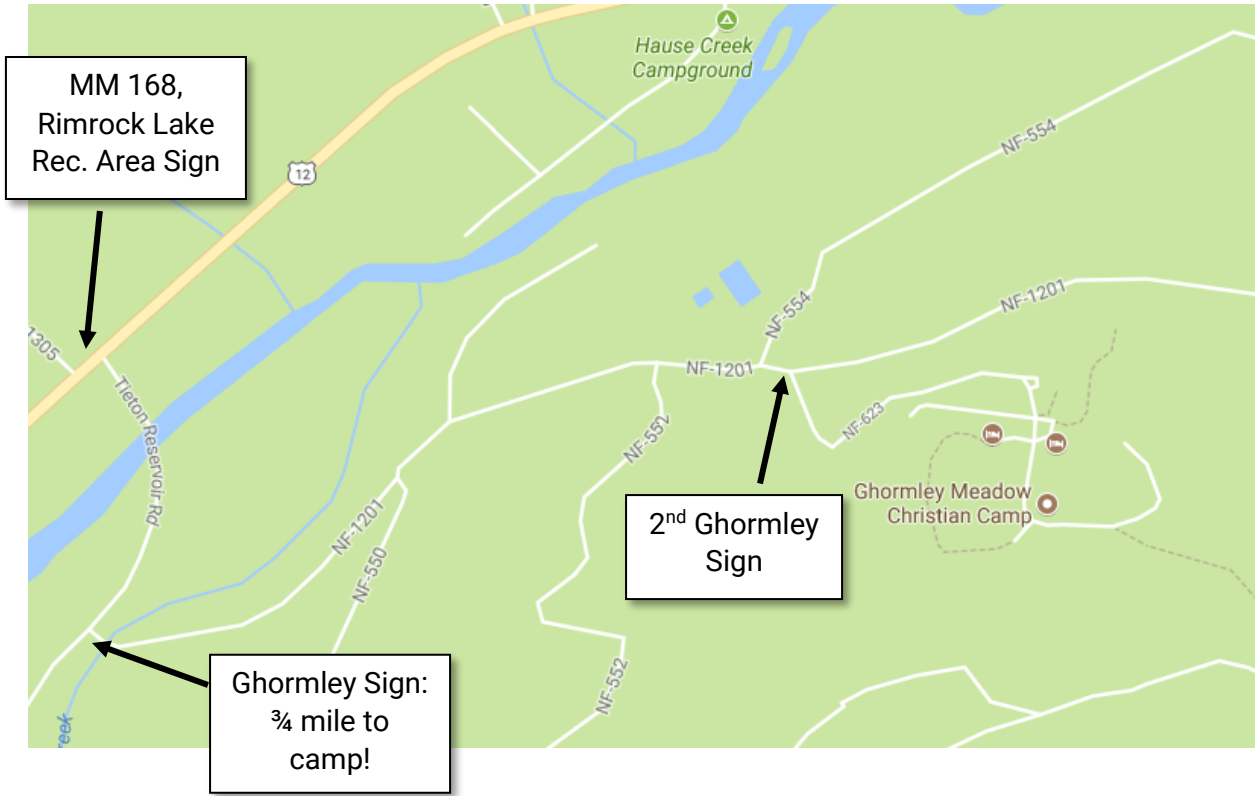 Hause Creek
Campground
MM 168,
Rimrock Lake
Rec. Area Sign
12
NF-554
1305
Tieton Reservoir Rd
NF-554
NF-1201
NF-1201
NF-552
NF-623
Ghormley Meadow
Christian Camp
2nd Ghormley
Sign
NF-1201
NF-550
NF-552
Ghormley Sign:
¾ mile to
camp!
reek